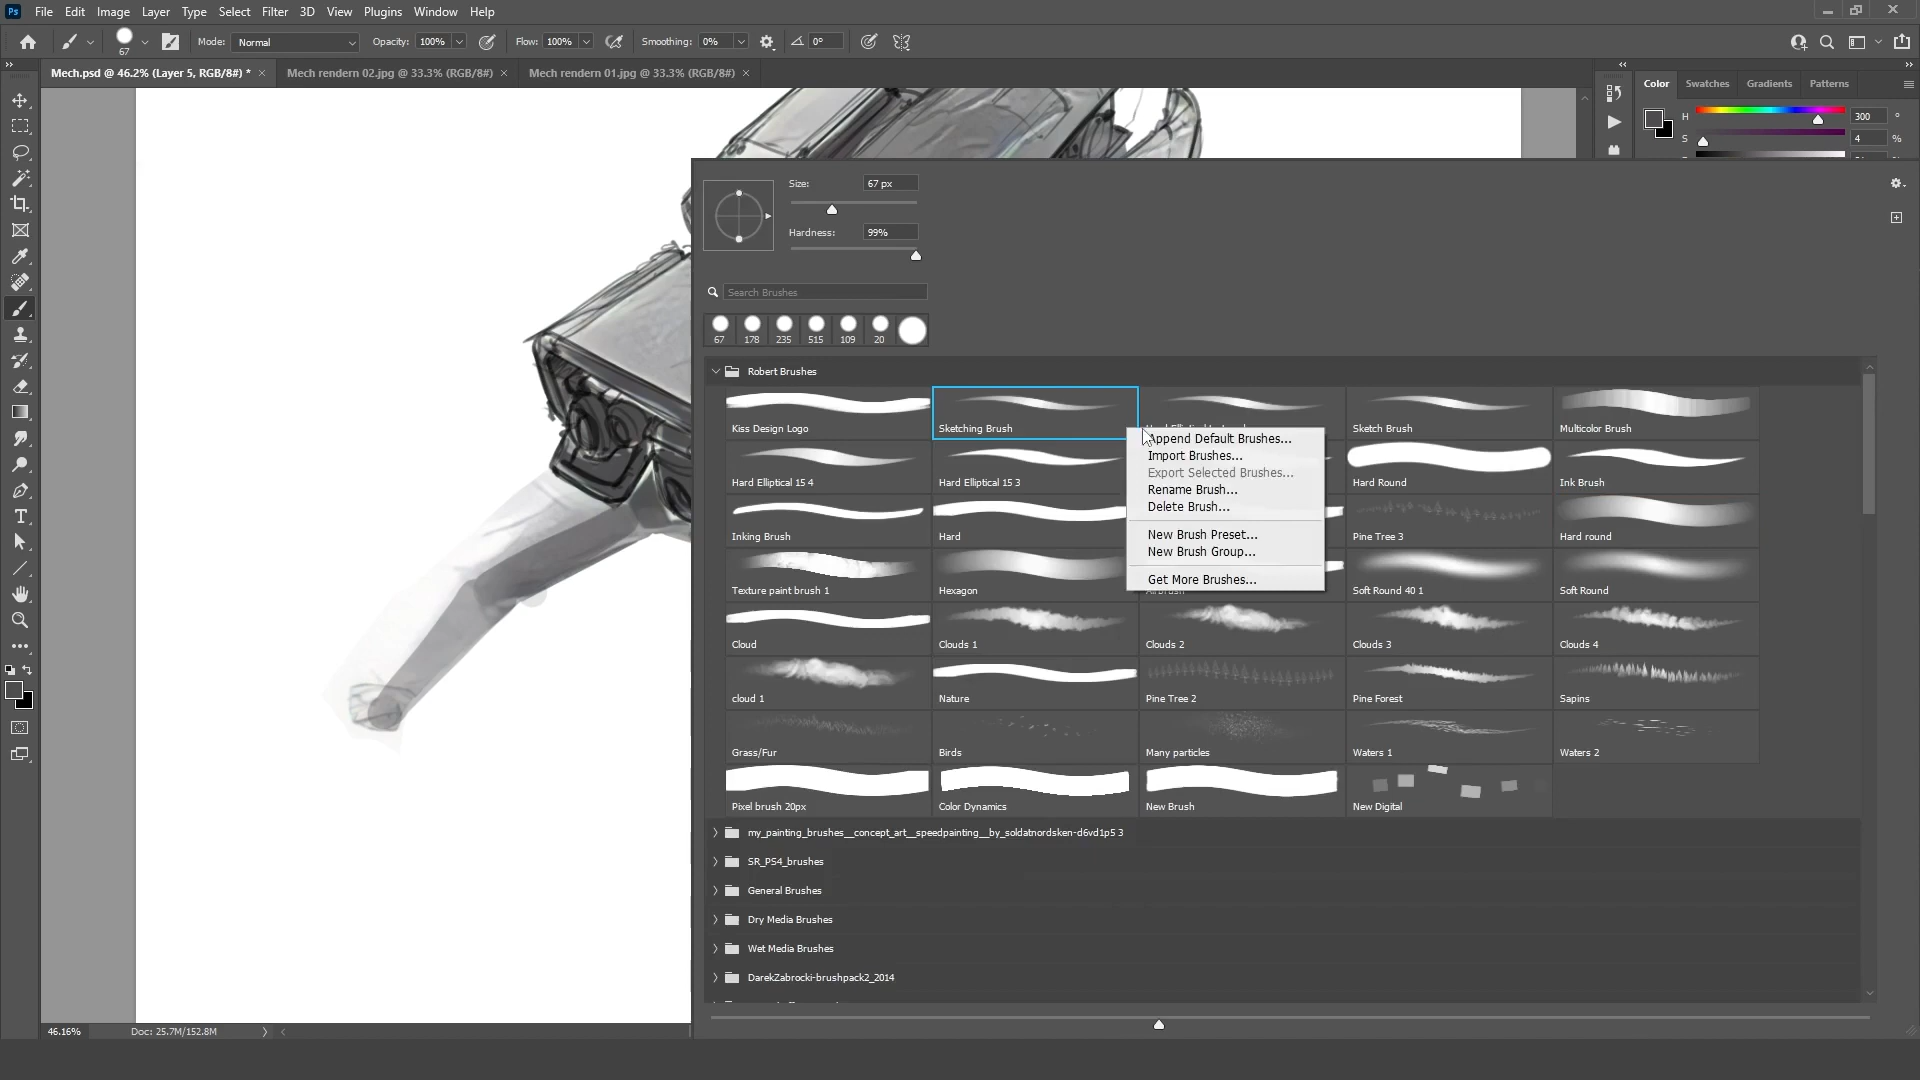 Ps File Edit Image Layer Type Select Filter 3D View Plugins Window Help
67 Mode: Normal Opacity: 100% Flow: 100% Smoothing: 0% 0°
Mech.psd @ 46.2% (Layer 5, RGB/8#) * × Mech rendern 02.jpg @ 33.3% (RGB/8#) × Mech rendern 01.jpg @ 33.3% (RGB/8#) ×
Color Swatches Gradients Patterns
H 300 °
S 4 %
Size: 67 px
Hardness: 99%
Search Brushes
67 178 235 515 109 20
Robert Brushes
Kiss Design Logo Sketching Brush Sketch Brush Multicolor Brush
Append Default Brushes...
Import Brushes...
Export Selected Brushes...
Rename Brush...
Delete Brush...
New Brush Preset...
New Brush Group...
Get More Brushes...
Hard Elliptical 15 4 Hard Elliptical 15 3 Hard Round Ink Brush
Inking Brush Hard Pine Tree 3 Hard round
Texture paint brush 1 Hexagon Airbrush Soft Round 40 1 Soft Round
Cloud Clouds 1 Clouds 2 Clouds 3 Clouds 4
cloud 1 Nature Pine Tree 2 Pine Forest Sapins
Grass/Fur Birds Many particles Waters 1 Waters 2
Pixel brush 20px Color Dynamics New Brush New Digital
my_painting_brushes__concept_art__speedpainting__by_soldatnordsken-d6vd1p5 3
SR_PS4_brushes
General Brushes
Dry Media Brushes
Wet Media Brushes
DarekZabrocki-brushpack2_2014
46.16% Doc: 25.7M/152.8M